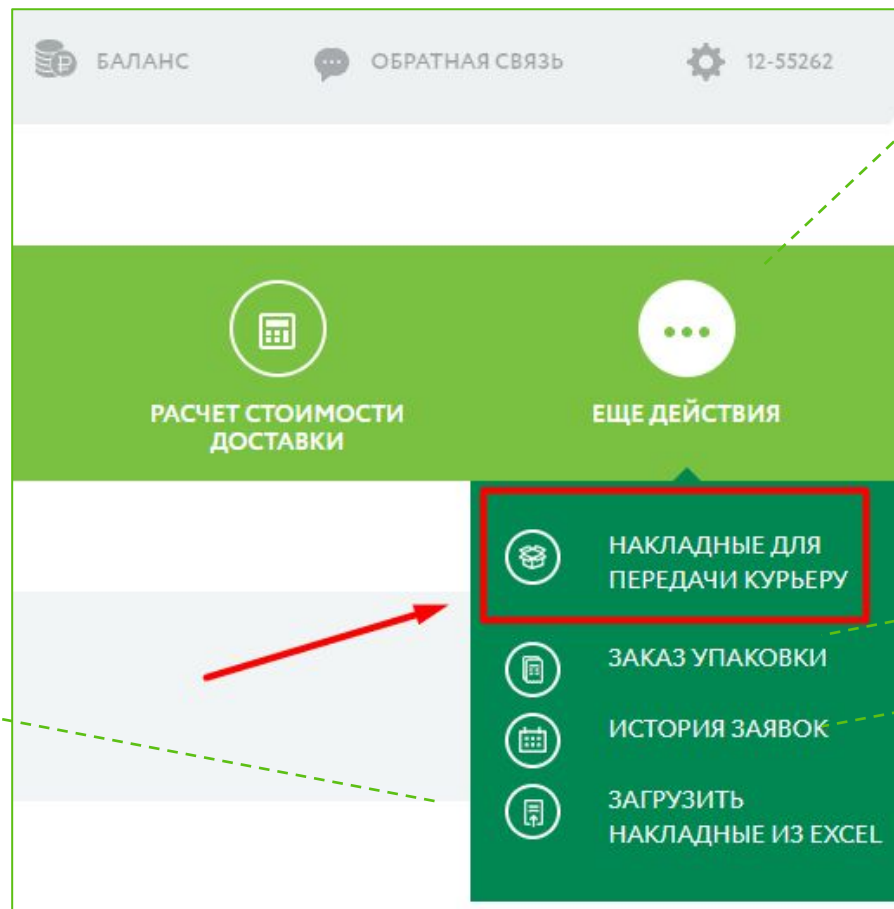 БАЛАНС
ОБРАТНАЯ СВЯЗЬ
12-55262
РАСЧЕТ СТОИМОСТИ
ДОСТАВКИ
ЕЩЕ ДЕЙСТВИЯ
НАКЛАДНЫЕ ДЛЯ
ПЕРЕДАЧИ КУРЬЕРУ
ЗАКАЗ УПАКОВКИ
ИСТОРИЯ ЗАЯВОК
ЗАГРУЗИТЬ
НАКЛАДНЫЕ ИЗ EXCEL